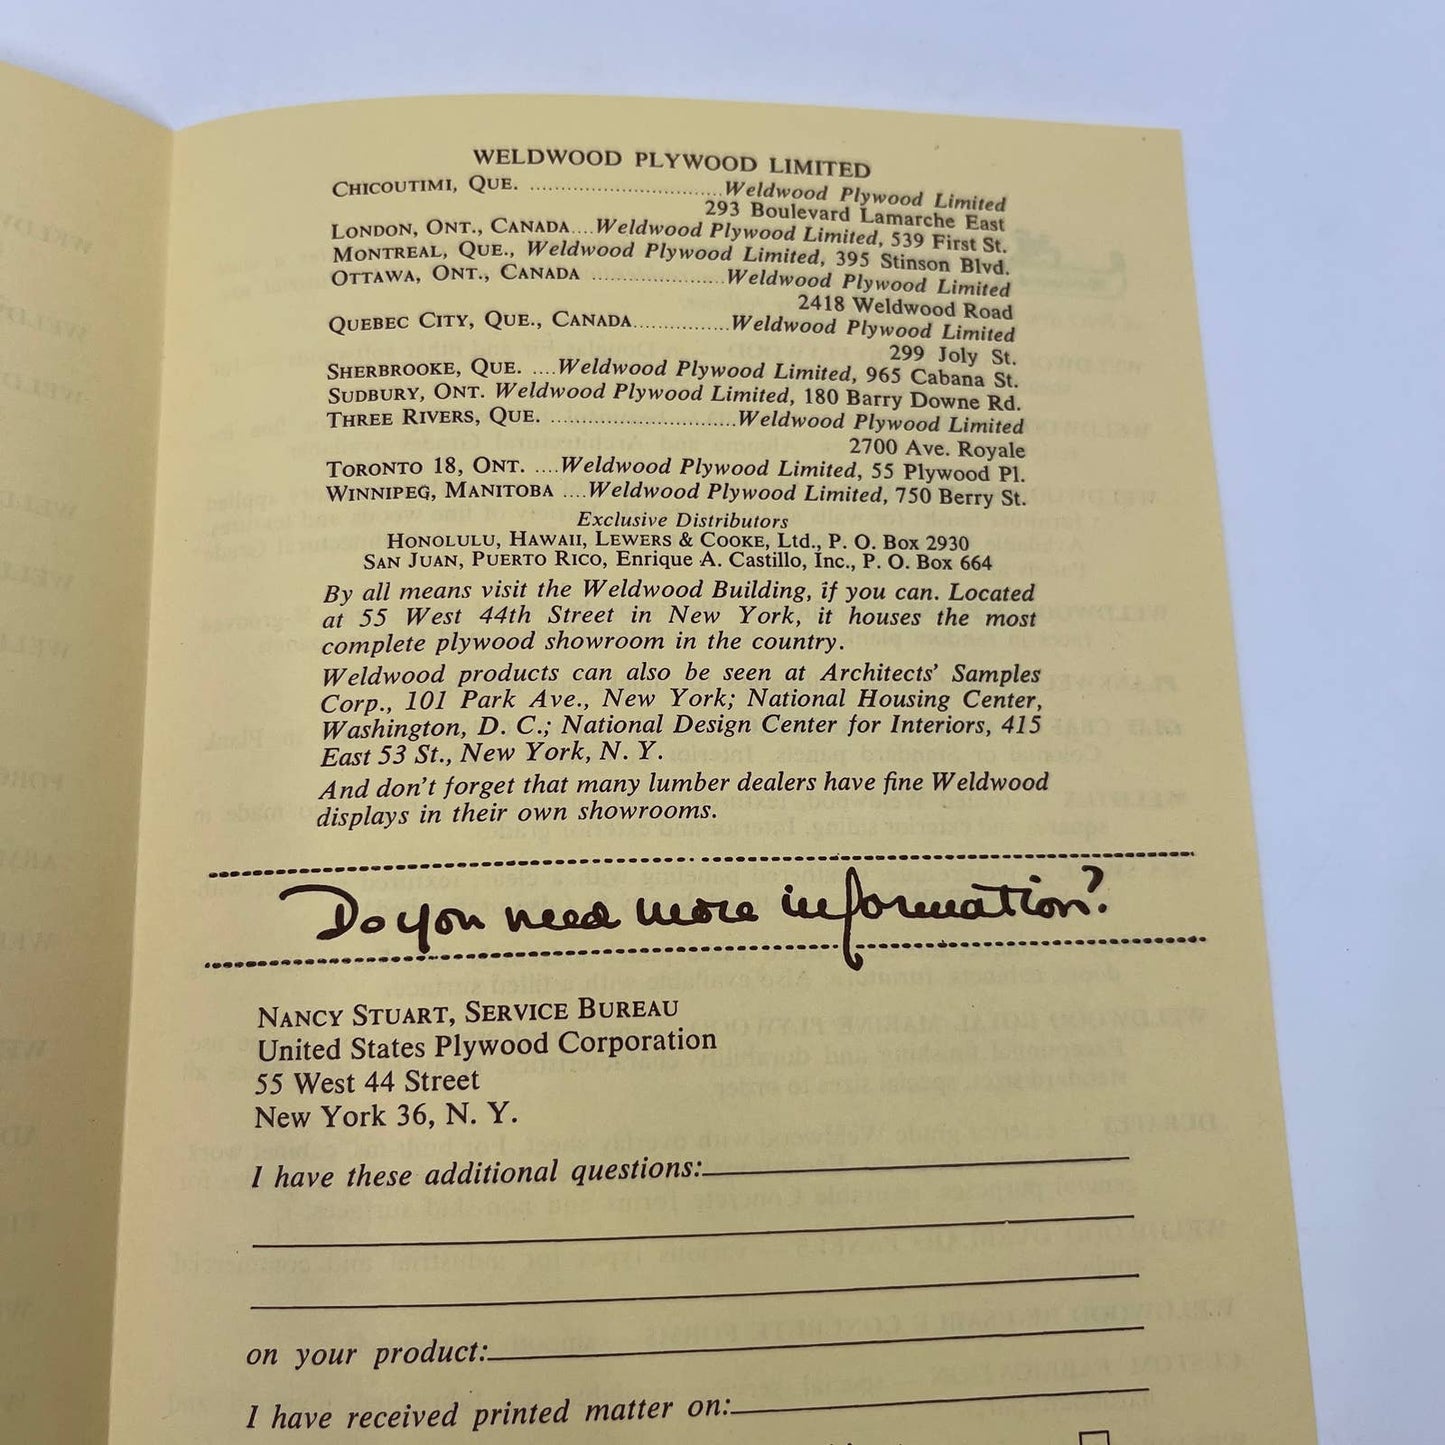 WELDWOOD PLYWOOD LIMITED
CHICOUTIMI, QUE. ................................Weldwood Plywood Limited
293 Boulevard Lamarche East
LONDON, ONT., CANADA....Weldwood Plywood Limited, 539 First St.
MONTREAL, QUE., Weldwood Plywood Limited, 395 Stinson Blvd.
OTTAWA, ONT., CANADA ......................Weldwood Plywood Limited
2418 Weldwood Road
QUEBEC CITY, QUE., CANADA................Weldwood Plywood Limited
299 Joly St.
SHERBROOKE, QUE. ....Weldwood Plywood Limited, 965 Cabana St.
SUDBURY, ONT. Weldwood Plywood Limited, 180 Barry Downe Rd.
THREE RIVERS, QUE. ...............................Weldwood Plywood Limited
2700 Ave. Royale
TORONTO 18, ONT. ....Weldwood Plywood Limited, 55 Plywood Pl.
WINNIPEG, MANITOBA ....Weldwood Plywood Limited, 750 Berry St.
Exclusive Distributors
HONOLULU, HAWAII, LEWERS & COOKE, Ltd., P. O. Box 2930
SAN JUAN, PUERTO RICO, Enrique A. Castillo, Inc., P. O. Box 664
By all means visit the Weldwood Building, if you can. Located
at 55 West 44th Street in New York, it houses the most
complete plywood showroom in the country.
Weldwood products can also be seen at Architects' Samples
Corp., 101 Park Ave., New York; National Housing Center,
Washington, D. C.; National Design Center for Interiors, 415
East 53 St., New York, N. Y.
And don't forget that many lumber dealers have fine Weldwood
displays in their own showrooms.
Do you need more information?
NANCY STUART, SERVICE BUREAU
United States Plywood Corporation
55 West 44 Street
New York 36, N. Y.
I have these additional questions:
on your product:
I have received printed matter on: